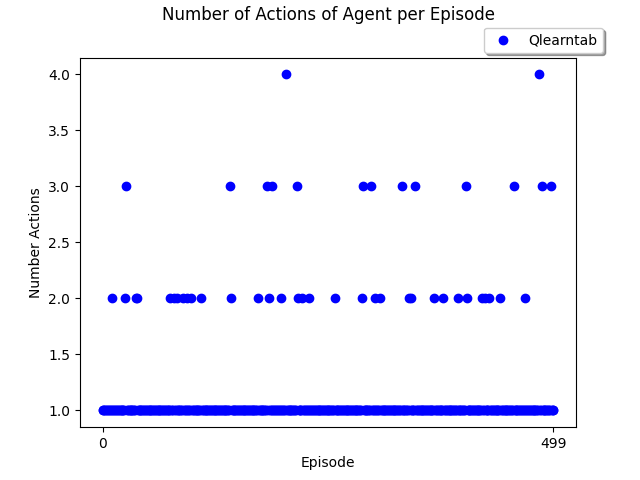 Number of Actions of Agent per Episode
Qlearntab
4.0
3.5
3.0
2.5
2.0
1.5
1.0
Number Actions
0 499
Episode